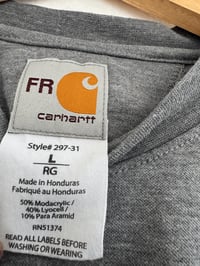 FR
carhartt
Style# 297-31
L
RG
Made in Honduras
Fabriqué au Honduras
50% Modacrylic /
40% Lyocell /
10% Para Aramid
RN51374
READ ALL LABELS BEFORE
WASHING OR WEARING